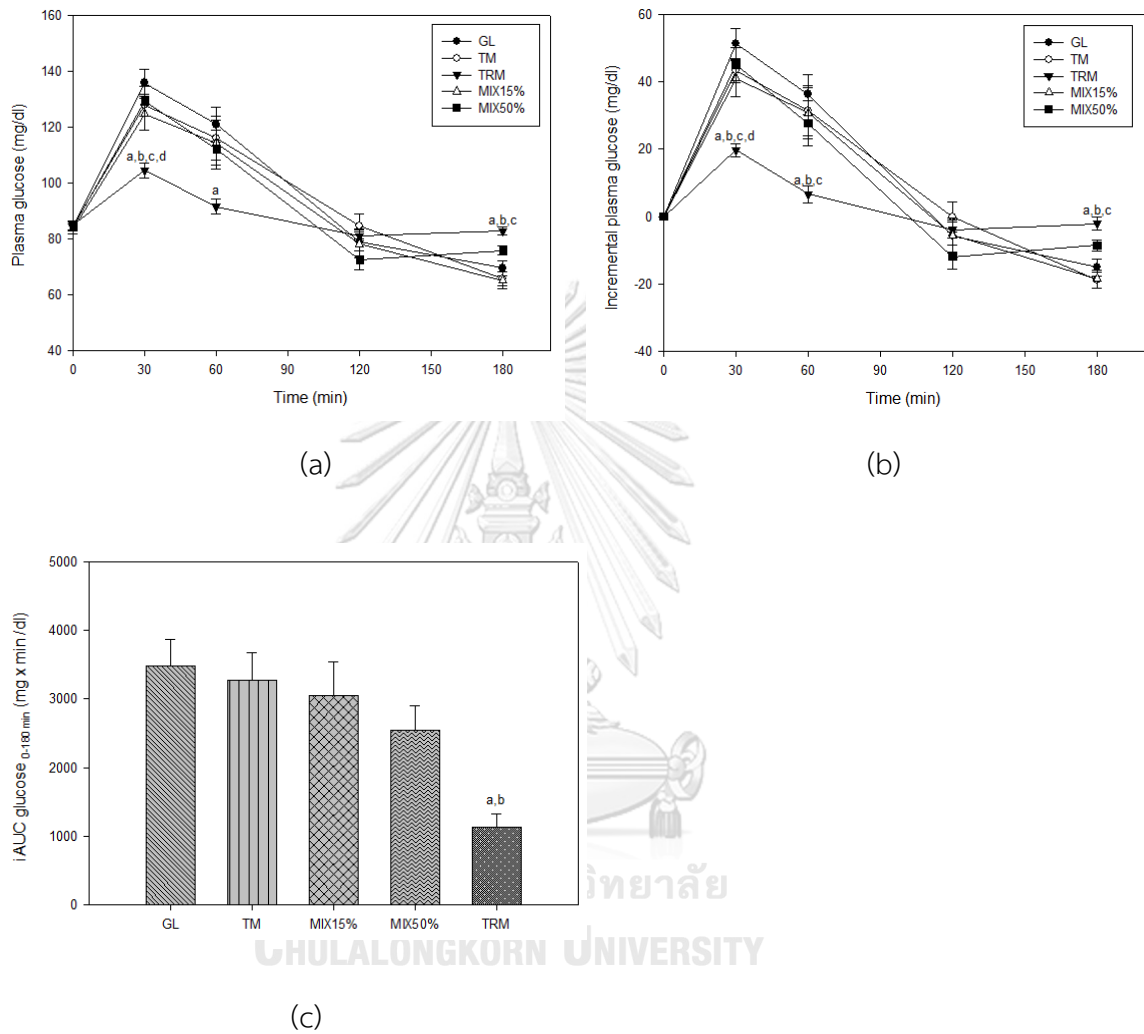 160
140
120
100
80
60
40
Plasma glucose (mg/dl)
GL
TM
TRM
MIX15%
MIX50%
a,b,c,d
a
a,b,c
0 30 60 90 120 150 180
Time (min)
(a)
60
40
20
0
-20
-40
Incremental plasma glucose (mg/dl)
GL
TM
TRM
MIX15%
MIX50%
a,b,c,d
a,b,c
a,b,c
0 30 60 90 120 150 180
Time (min)
(b)
5000
4000
3000
2000
1000
0
iAUC glucose 0-180 min (mg x min /dl)
a,b
GL TM MIX15% MIX50% TRM
วิทยาลัย
CHULALONGKORN UNIVERSITY
(c)